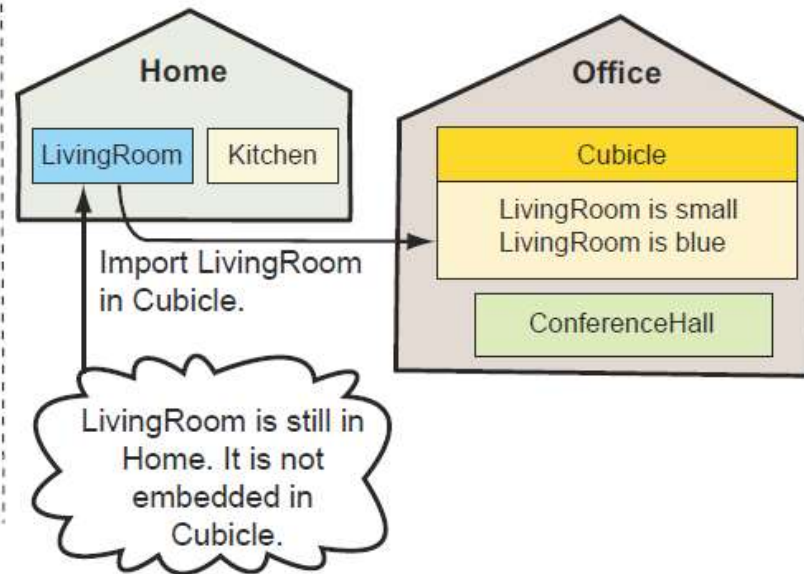 Home
LivingRoom
Kitchen
Import LivingRoom
in Cubicle.
LivingRoom is still in
Home. It is not
embedded in
Cubicle.
Office
Cubicle
LivingRoom is small
LivingRoom is blue
ConferenceHall